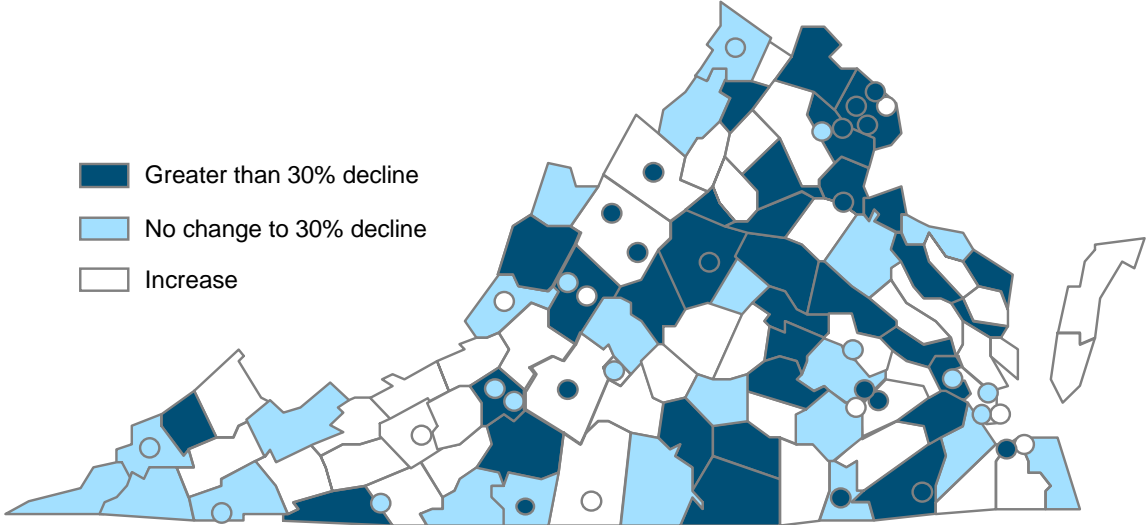 Greater than 30% decline
No change to 30% decline
Increase